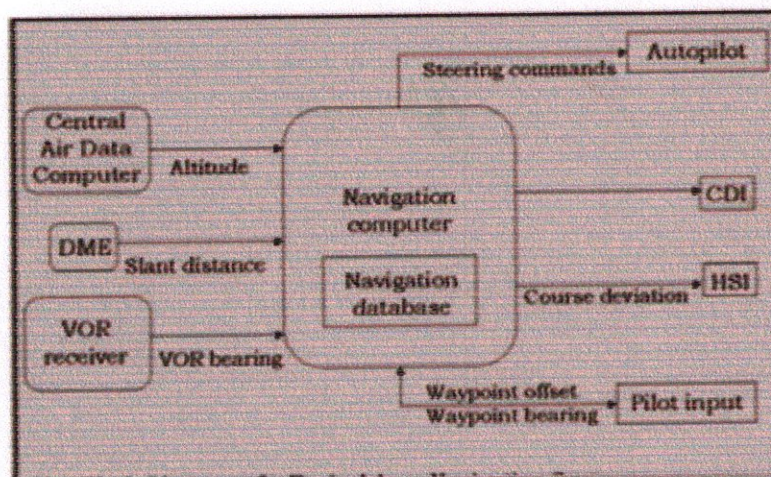 Autopilot
Steering commands
Central
Air Data
Computer
Altitude
Navigation
computer
CDI
DME
Slant distance
Navigation
database
HSI
Course deviation
VOR
receiver
VOR bearing
Waypoint offset
Waypoint bearing
Pilot input